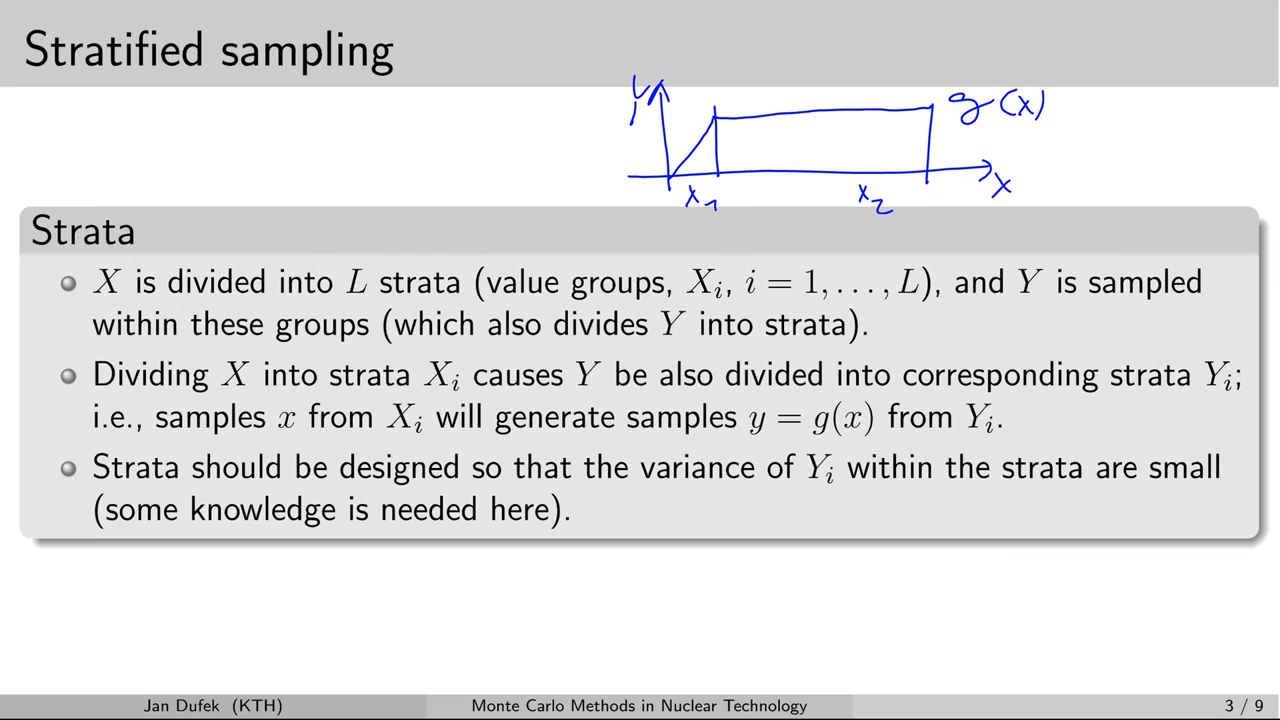 Stratified sampling
y
g(x)
x
x1
x2
Strata
X is divided into L strata (value groups, Xᵢ, i = 1, . . . , L), and Y is sampled
within these groups (which also divides Y into strata).
Dividing X into strata Xᵢ causes Y be also divided into corresponding strata Yᵢ;
i.e., samples x from Xᵢ will generate samples y = g(x) from Yᵢ.
Strata should be designed so that the variance of Yᵢ within the strata are small
(some knowledge is needed here).
Jan Dufek (KTH)
Monte Carlo Methods in Nuclear Technology
3 / 9